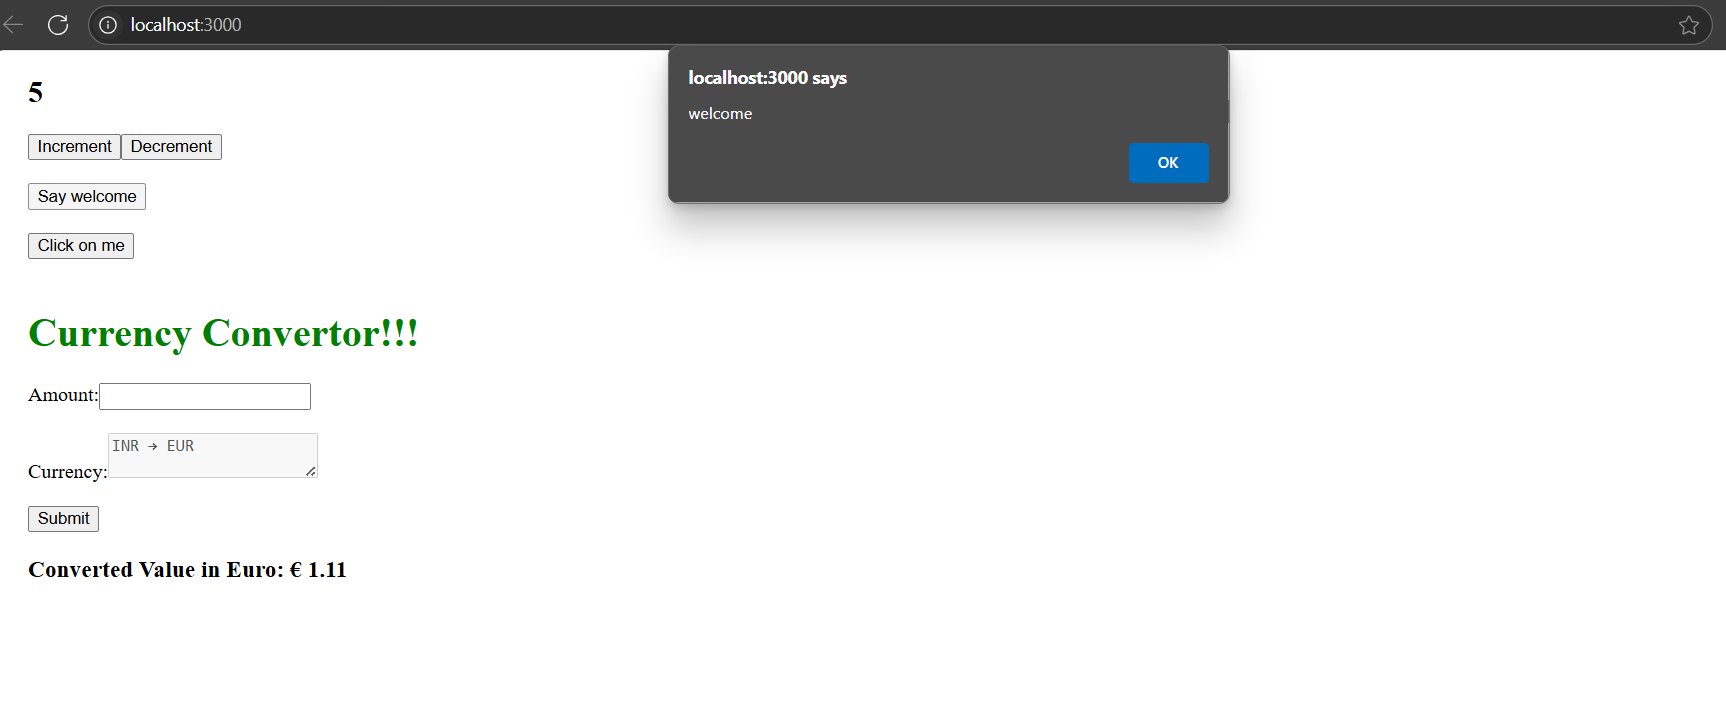 localhost:3000
localhost:3000 says
welcome
OK
5
Increment Decrement
Say welcome
Click on me
Currency Convertor!!!
Amount:
INR → EUR
Currency:
Submit
Converted Value in Euro: € 1.11